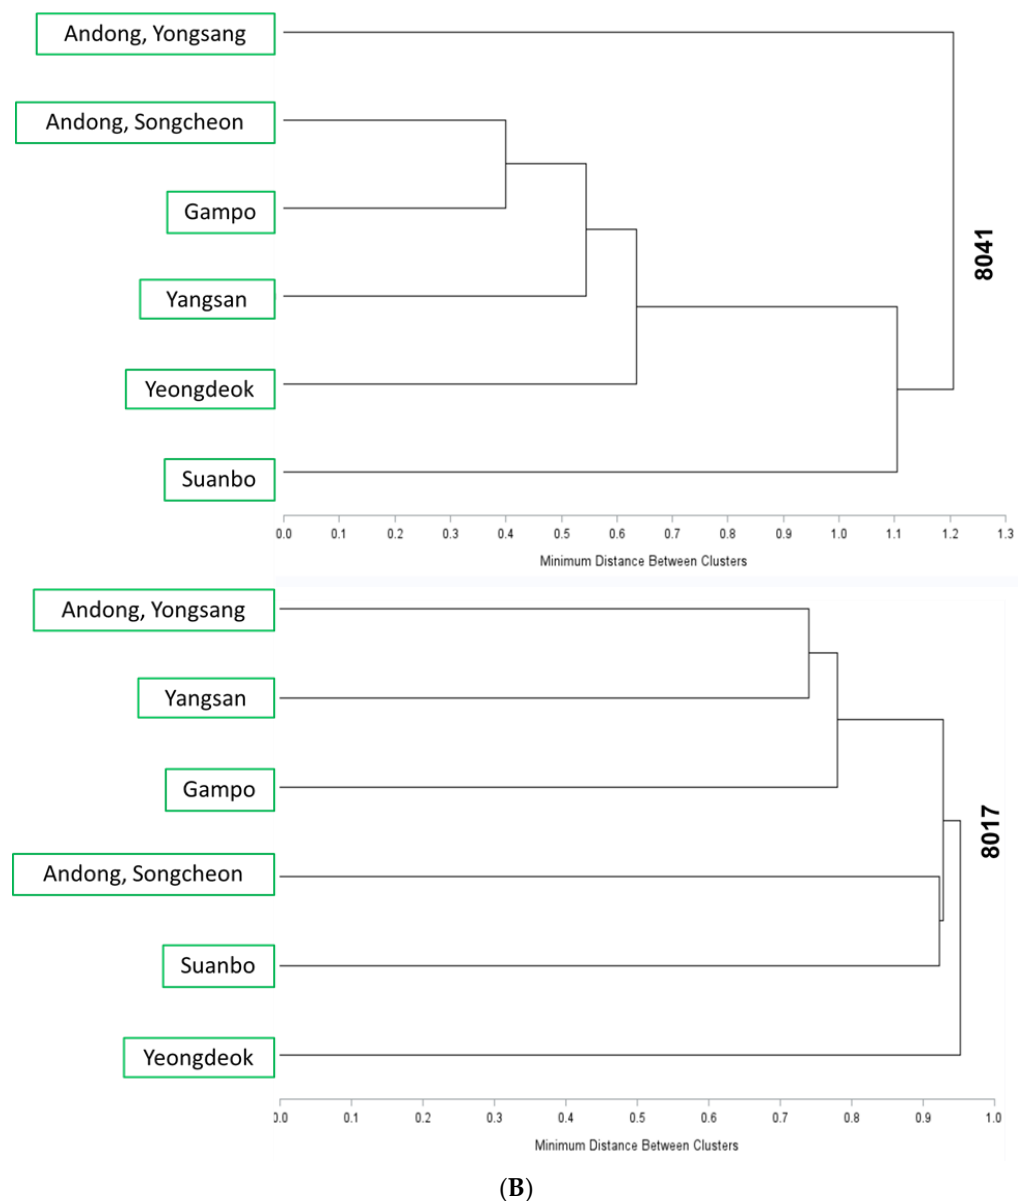 Andong, Yongsang
Andong, Songcheon
Gampo
Yangsan
Yeongdeok
Suanbo
8041
0.0 0.1 0.2 0.3 0.4 0.5 0.6 0.7 0.8 0.9 1.0 1.1 1.2 1.3
Minimum Distance Between Clusters
Andong, Yongsang
Yangsan
Gampo
Andong, Songcheon
Suanbo
Yeongdeok
8017
0.0 0.1 0.2 0.3 0.4 0.5 0.6 0.7 0.8 0.9 1.0
Minimum Distance Between Clusters
(B)